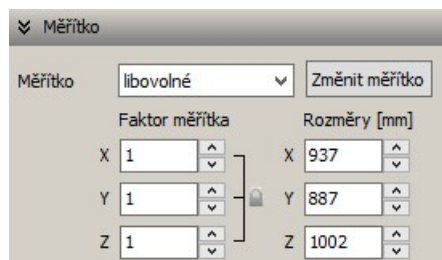 Měřítko
Měřítko libovolné Změnit měřítko
Faktor měřítka Rozměry [mm]
X 1 X 937
Y 1 Y 887
Z 1 Z 1002